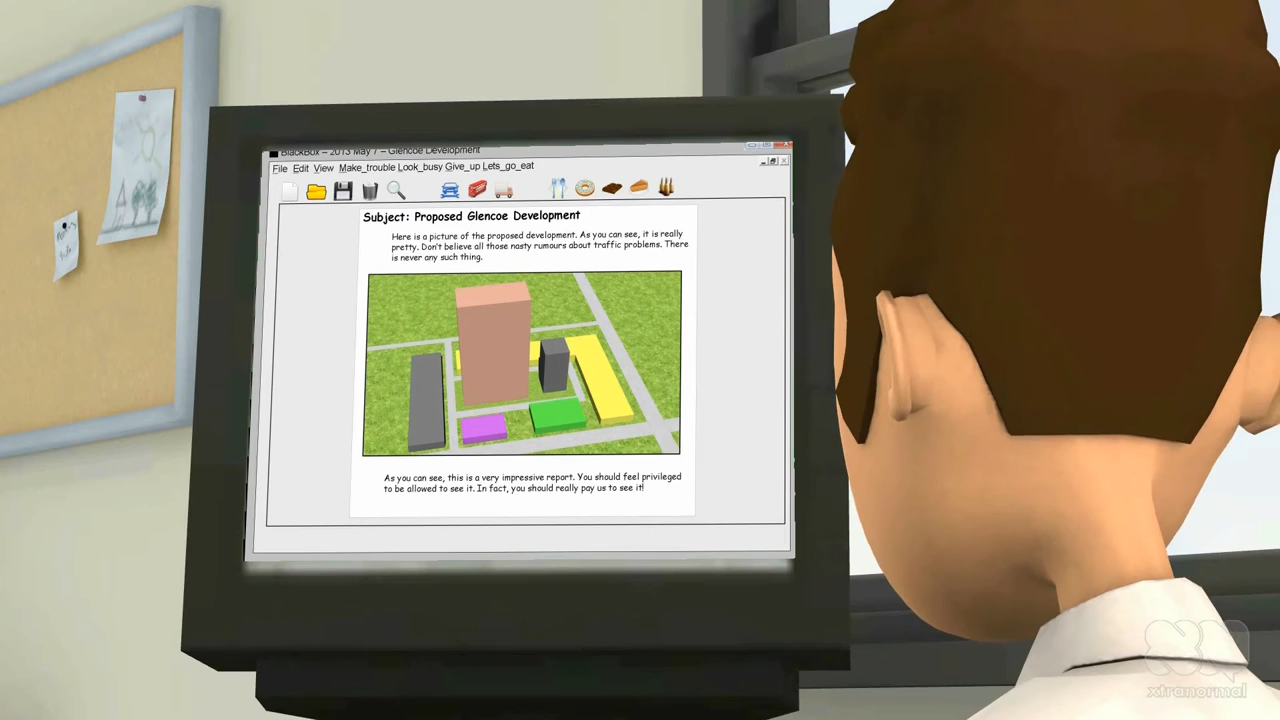 BlackBox – 2013 May 7 – Glencoe Development
File Edit View Make_trouble Look_busy Give_up Lets_go_eat
Subject: Proposed Glencoe Development
Here is a picture of the proposed development. As you can see, it is really
pretty. Don't believe all those nasty rumours about traffic problems. There
is never any such thing.
As you can see, this is a very impressive report. You should feel privileged
to be allowed to see it. In fact, you should really pay us to see it!
xtranormal